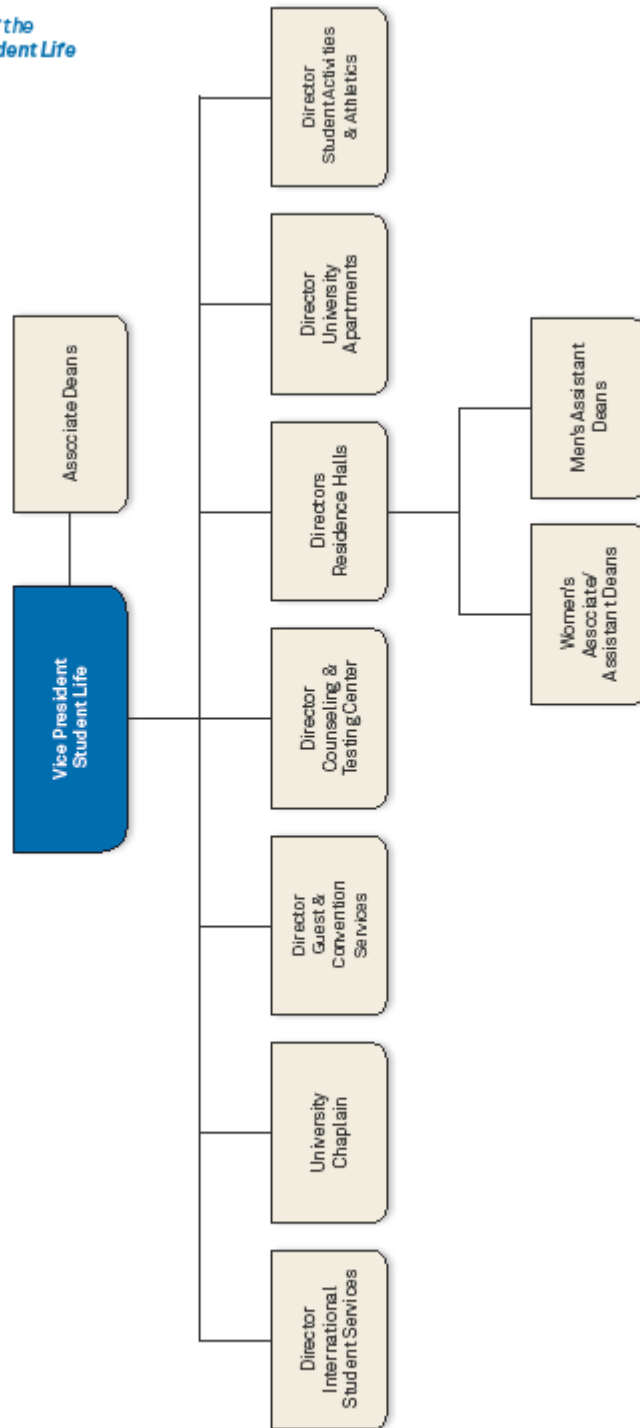 the
dent Life
Vice President
Student Life
Associate Deans
Director
International
Student Services
University
Chaplain
Director
Guest &
Convention
Services
Director
Counseling &
Testing Center
Directors
Residence Halls
Director
University
Apartments
Director
Student Activities
& Athletics
Women's
Associate/
Assistant Deans
Men's Assistant
Deans